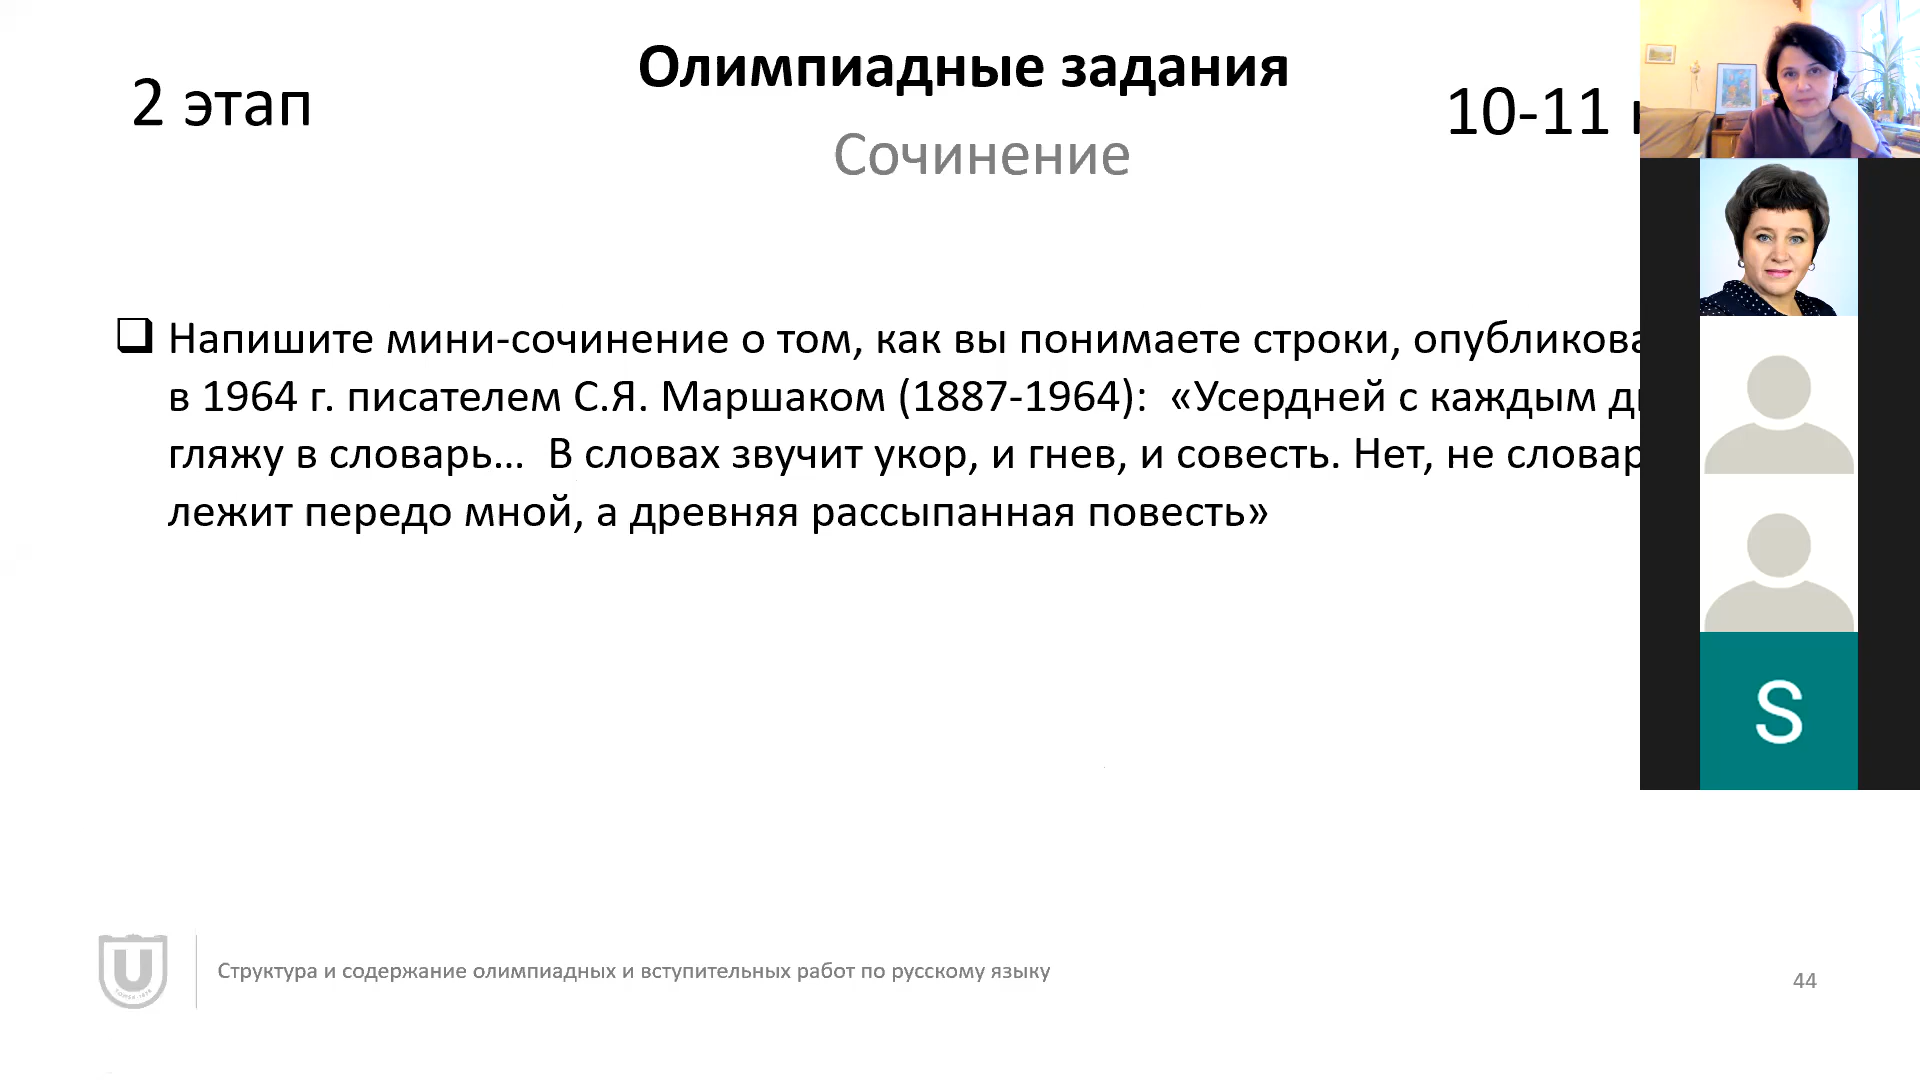 Олимпиадные задания
2 этап
10-11
Сочинение
Напишите мини-сочинение о том, как вы понимаете строки,
в 1964 г. писателем С.Я. Маршаком (1887-1964): «Усердней с каждым
гляжу в словарь... В словах звучит укор, и гнев, и совесть. Нет, не
лежит передо мной, а древняя рассыпанная повесть»
S
Структура и содержание олимпиадных и вступительных работ по русскому языку
44